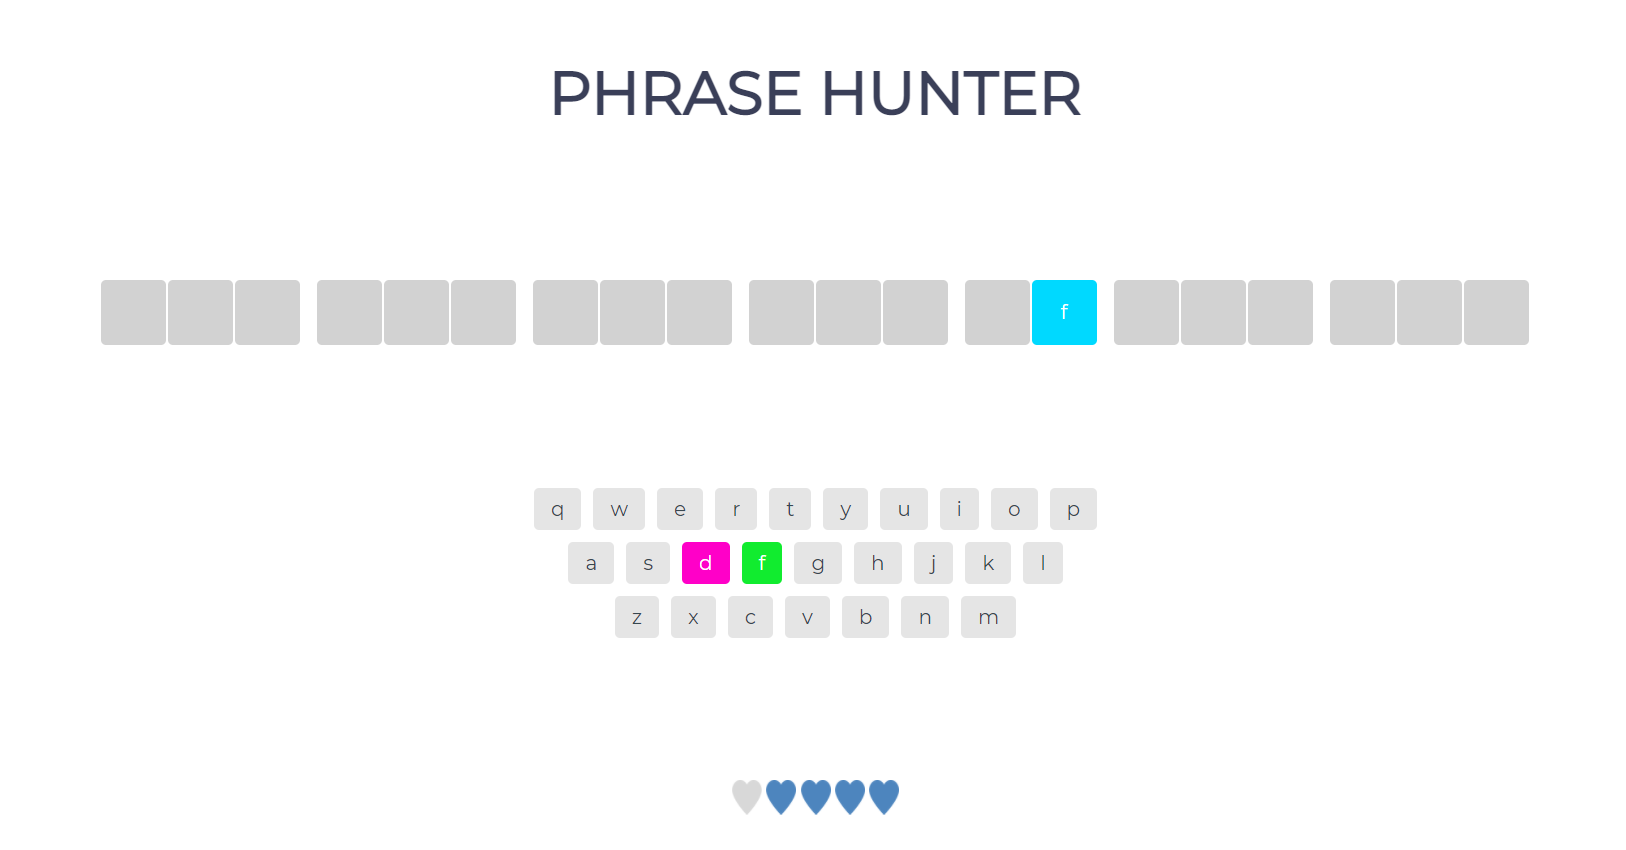 PHRASE HUNTER
f
q w e r t y u i o p
a s d f g h j k l
z x c v b n m